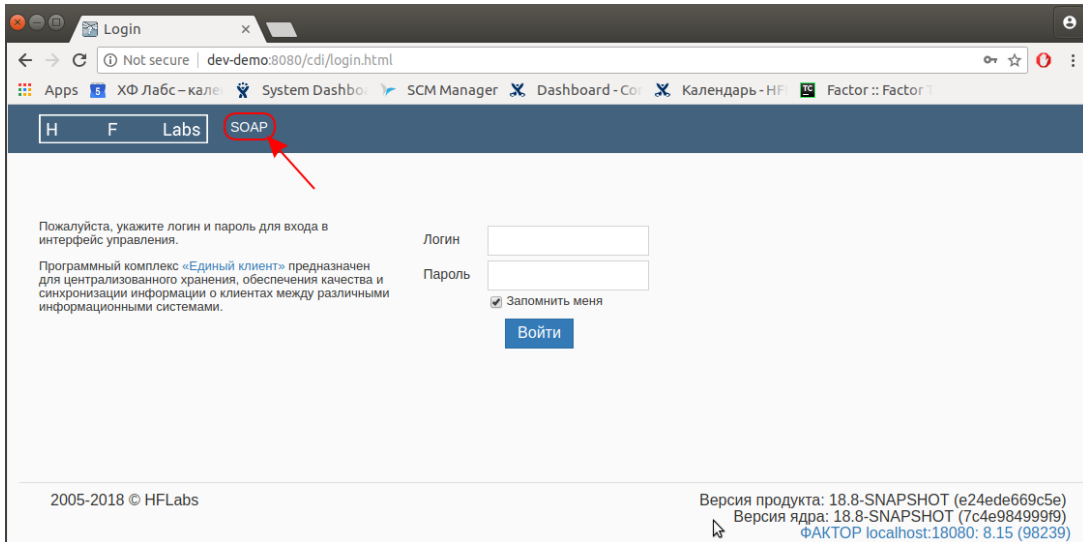 Login
Not secure | dev-demo:8080/cdi/login.html
Apps 5 ХФ Лабс – кале System Dashbo SCM Manager Dashboard - Con Календарь - HF TC Factor :: Factor T
H F Labs SOAP
Пожалуйста, укажите логин и пароль для входа в
интерфейс управления.
Программный комплекс «Единый клиент» предназначен
для централизованного хранения, обеспечения качества и
синхронизации информации о клиентах между различными
информационными системами.
Логин
Пароль
Запомнить меня
Войти
2005-2018 © HFLabs
Версия продукта: 18.8-SNAPSHOT (e24ede669c5e)
Версия ядра: 18.8-SNAPSHOT (7c4e984999f9)
ФАКТОР localhost:18080: 8.15 (98239)